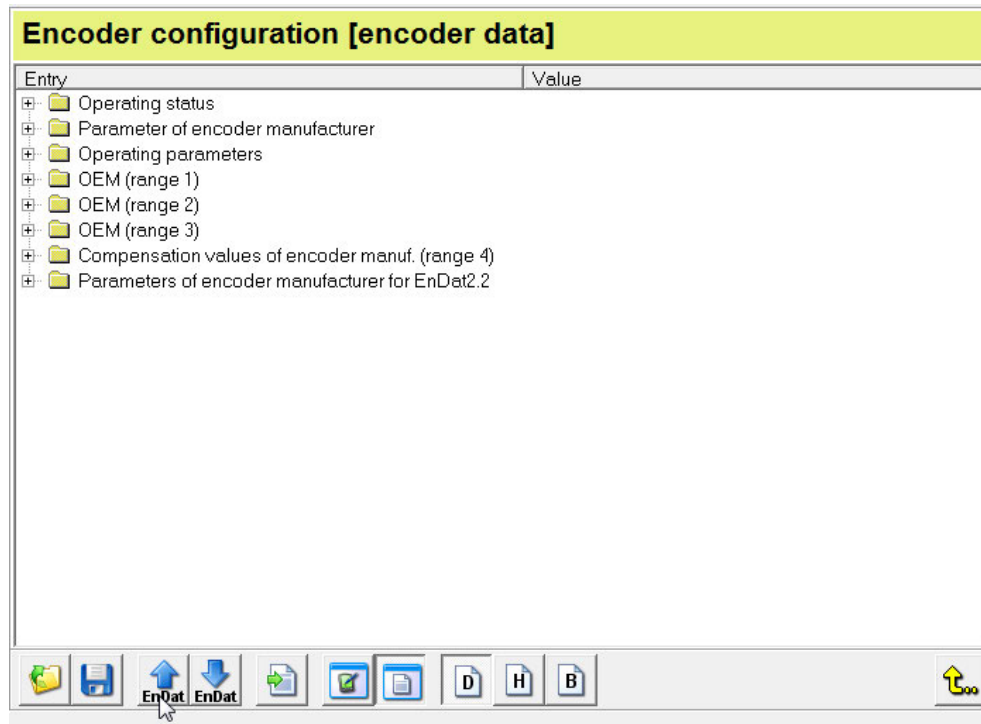 Encoder configuration [encoder data]
Entry Value
Operating status
Parameter of encoder manufacturer
Operating parameters
OEM (range 1)
OEM (range 2)
OEM (range 3)
Compensation values of encoder manuf. (range 4)
Parameters of encoder manufacturer for EnDat2.2
EnDat EnDat D H B